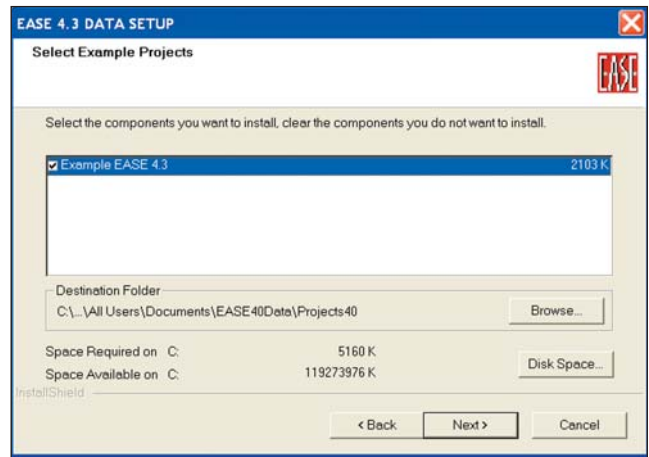 EASE 4.3 DATA SETUP
Select Example Projects
EASE
Select the components you want to install, clear the components you do not want to install.
Example EASE 4.3 2103 K
Destination Folder
C:\...\All Users\Documents\EASE40Data\Projects40
Browse...
Space Required on C: 5160 K
Space Available on C: 119273976 K
Disk Space...
InstallShield
< Back Next > Cancel